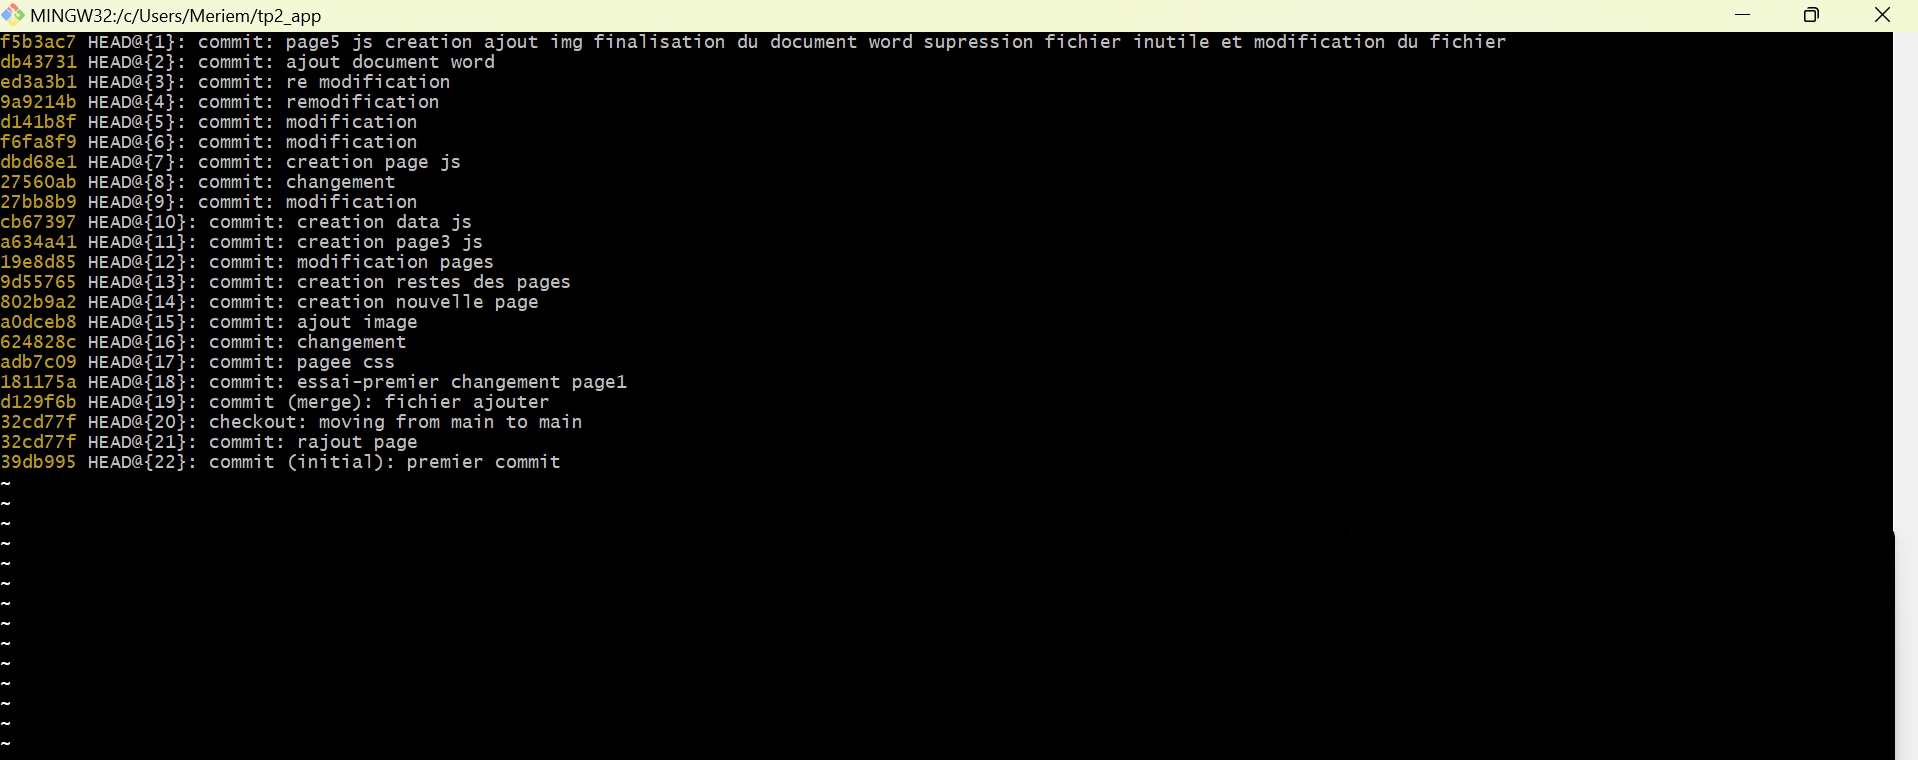 MINGW32:/c/Users/Meriem/tp2_app
f5b3ac7 HEAD@{1}: commit: page5 js creation ajout img finalisation du document word supression fichier inutile et modification du fichier
db43731 HEAD@{2}: commit: ajout document word
ed3a3b1 HEAD@{3}: commit: re modification
9a9214b HEAD@{4}: commit: remodification
d141b8f HEAD@{5}: commit: modification
f6fa8f9 HEAD@{6}: commit: modification
dbd68e1 HEAD@{7}: commit: creation page js
27560ab HEAD@{8}: commit: changement
27bb8b9 HEAD@{9}: commit: modification
cb67397 HEAD@{10}: commit: creation data js
a634a41 HEAD@{11}: commit: creation page3 js
19e8d85 HEAD@{12}: commit: modification pages
9d55765 HEAD@{13}: commit: creation restes des pages
802b9a2 HEAD@{14}: commit: creation nouvelle page
a0dceb8 HEAD@{15}: commit: ajout image
624828c HEAD@{16}: commit: changement
adb7c09 HEAD@{17}: commit: pagee css
181175a HEAD@{18}: commit: essai-premier changement page1
d129f6b HEAD@{19}: commit (merge): fichier ajouter
32cd77f HEAD@{20}: checkout: moving from main to main
32cd77f HEAD@{21}: commit: rajout page
39db995 HEAD@{22}: commit (initial): premier commit
~
~
~
~
~
~
~
~
~
~
~
~
~
~